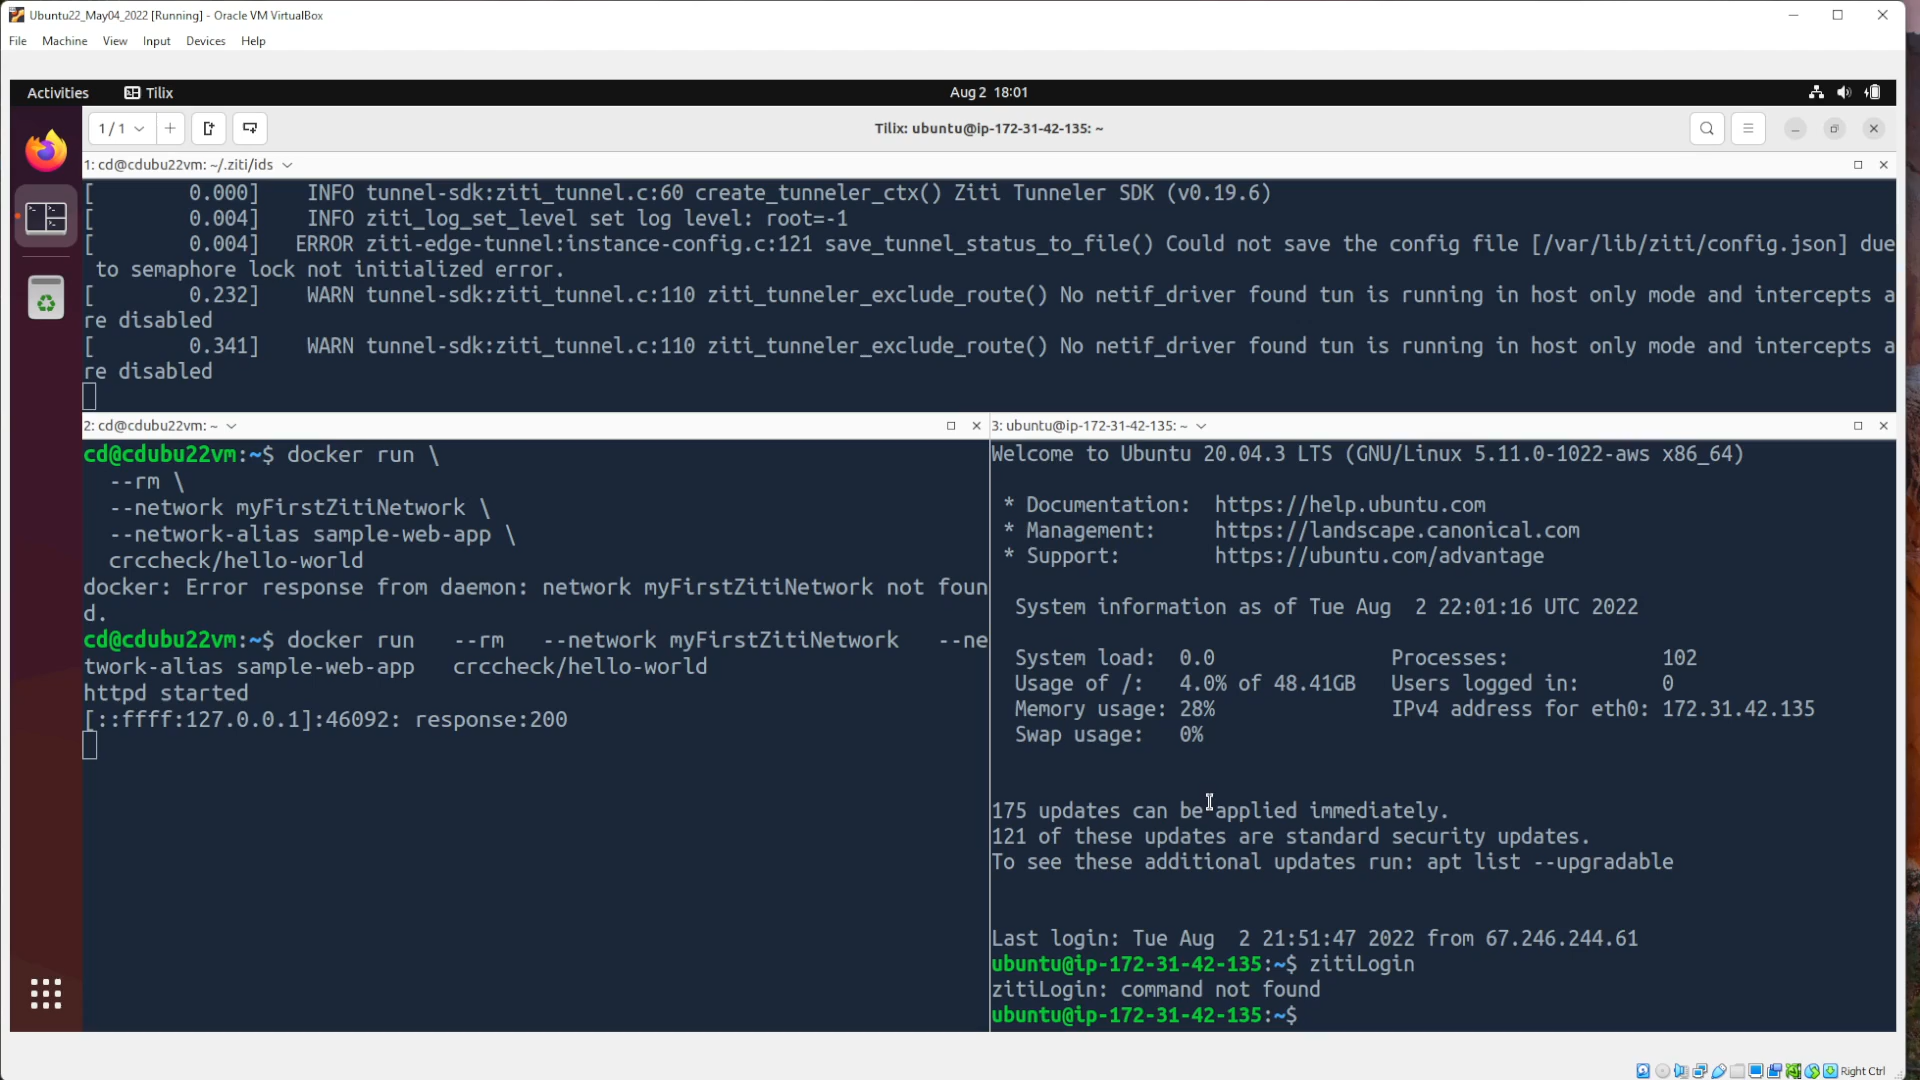 Ubuntu22_May04_2022 [Running] - Oracle VM VirtualBox
File Machine View Input Devices Help
Activities Tilix Aug 2 18:01
1 / 1 Tilix: ubuntu@ip-172-31-42-135: ~
1: cd@cdubu22vm: ~/.ziti/ids
[ 0.000] INFO tunnel-sdk:ziti_tunnel.c:60 create_tunneler_ctx() Ziti Tunneler SDK (v0.19.6)
[ 0.004] INFO ziti_log_set_level set log level: root=-1
[ 0.004] ERROR ziti-edge-tunnel:instance-config.c:121 save_tunnel_status_to_file() Could not save the config file [/var/lib/ziti/config.json] due
to semaphore lock not initialized error.
[ 0.232] WARN tunnel-sdk:ziti_tunnel.c:110 ziti_tunneler_exclude_route() No netif_driver found tun is running in host only mode and intercepts a
re disabled
[ 0.341] WARN tunnel-sdk:ziti_tunnel.c:110 ziti_tunneler_exclude_route() No netif_driver found tun is running in host only mode and intercepts a
re disabled
2: cd@cdubu22vm: ~
cd@cdubu22vm:~$ docker run \
--rm \
--network myFirstZitiNetwork \
--network-alias sample-web-app \
crccheck/hello-world
docker: Error response from daemon: network myFirstZitiNetwork not foun
d.
cd@cdubu22vm:~$ docker run --rm --network myFirstZitiNetwork --ne
twork-alias sample-web-app crccheck/hello-world
httpd started
[::ffff:127.0.0.1]:46092: response:200
3: ubuntu@ip-172-31-42-135: ~
Welcome to Ubuntu 20.04.3 LTS (GNU/Linux 5.11.0-1022-aws x86_64)
* Documentation: https://help.ubuntu.com
* Management: https://landscape.canonical.com
* Support: https://ubuntu.com/advantage
System information as of Tue Aug 2 22:01:16 UTC 2022
System load: 0.0 Processes: 102
Usage of /: 4.0% of 48.41GB Users logged in: 0
Memory usage: 28% IPv4 address for eth0: 172.31.42.135
Swap usage: 0%
175 updates can be applied immediately.
121 of these updates are standard security updates.
To see these additional updates run: apt list --upgradable
Last login: Tue Aug 2 21:51:47 2022 from 67.246.244.61
ubuntu@ip-172-31-42-135:~$ zitiLogin
zitiLogin: command not found
ubuntu@ip-172-31-42-135:~$
Right Ctrl